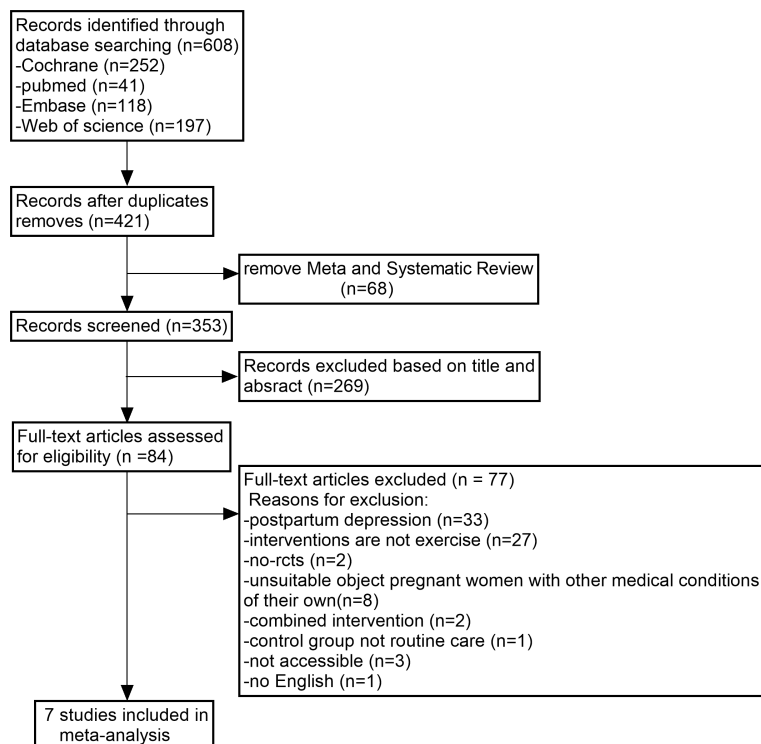 Records identified through
database searching (n=608)
-Cochrane (n=252)
-pubmed (n=41)
-Embase (n=118)
-Web of science (n=197)
Records after duplicates
removes (n=421)
remove Meta and Systematic Review
(n=68)
Records screened (n=353)
Records excluded based on title and
absract (n=269)
Full-text articles assessed
for eligibility (n =84)
Full-text articles excluded (n = 77)
Reasons for exclusion:
-postpartum depression (n=33)
-interventions are not exercise (n=27)
-no-rcts (n=2)
-unsuitable object pregnant women with other medical conditions
of their own(n=8)
-combined intervention (n=2)
-control group not routine care (n=1)
-not accessible (n=3)
-no English (n=1)
7 studies included in
meta-analysis